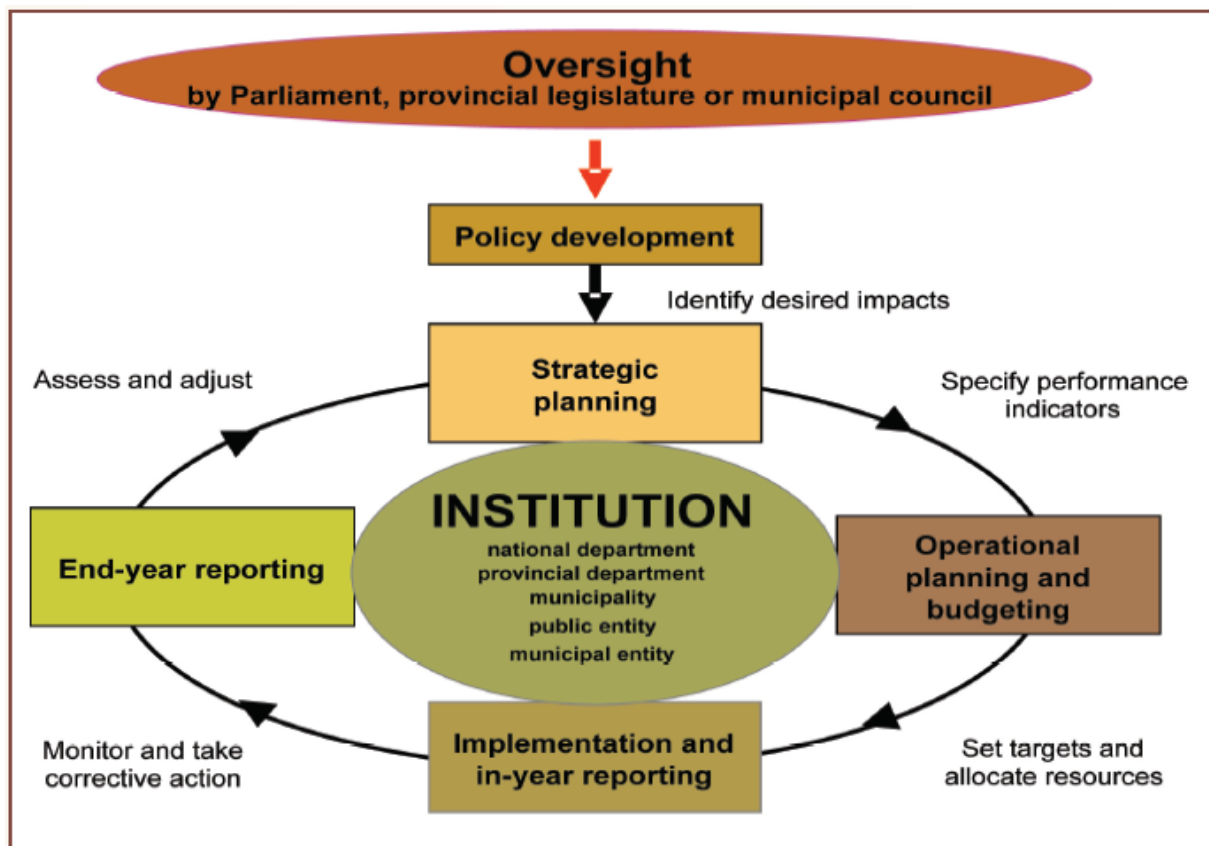 Oversight
by Parliament, provincial legislature or municipal council
Policy development
Identify desired impacts
Strategic
planning
Assess and adjust
Specify performance
indicators
INSTITUTION
national department
provincial department
municipality
public entity
municipal entity
End-year reporting
Operational
planning and
budgeting
Monitor and take
corrective action
Implementation and
in-year reporting
Set targets and
allocate resources